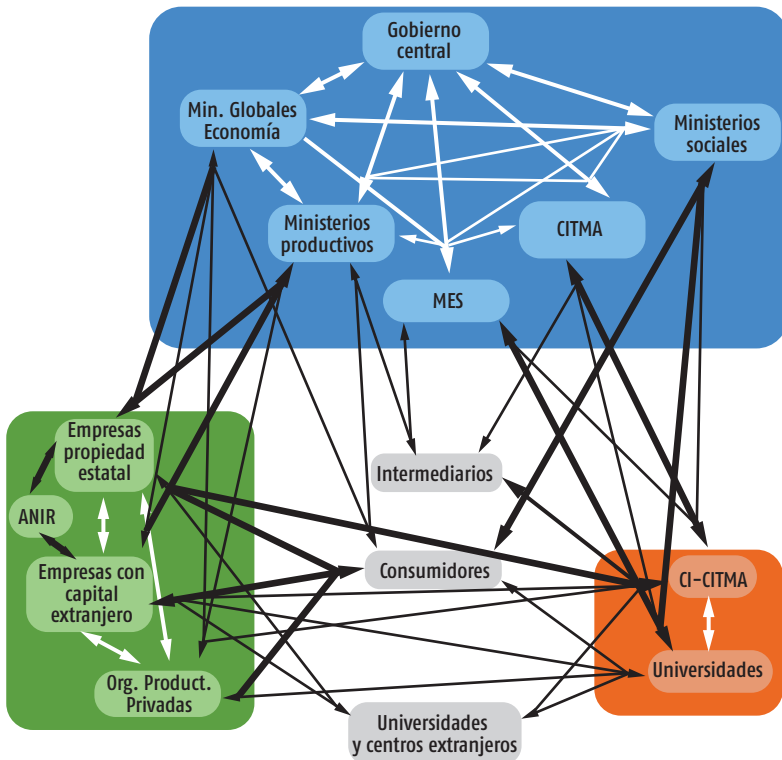 Gobierno
central
Min. Globales
Economía
Ministerios
sociales
Ministerios
productivos
CITMA
MES
Empresas
propiedad
estatal
Intermediarios
ANIR
Empresas con
capital
extranjero
Consumidores
CI-CITMA
Universidades
Org. Product.
Privadas
Universidades
y centros extranjeros